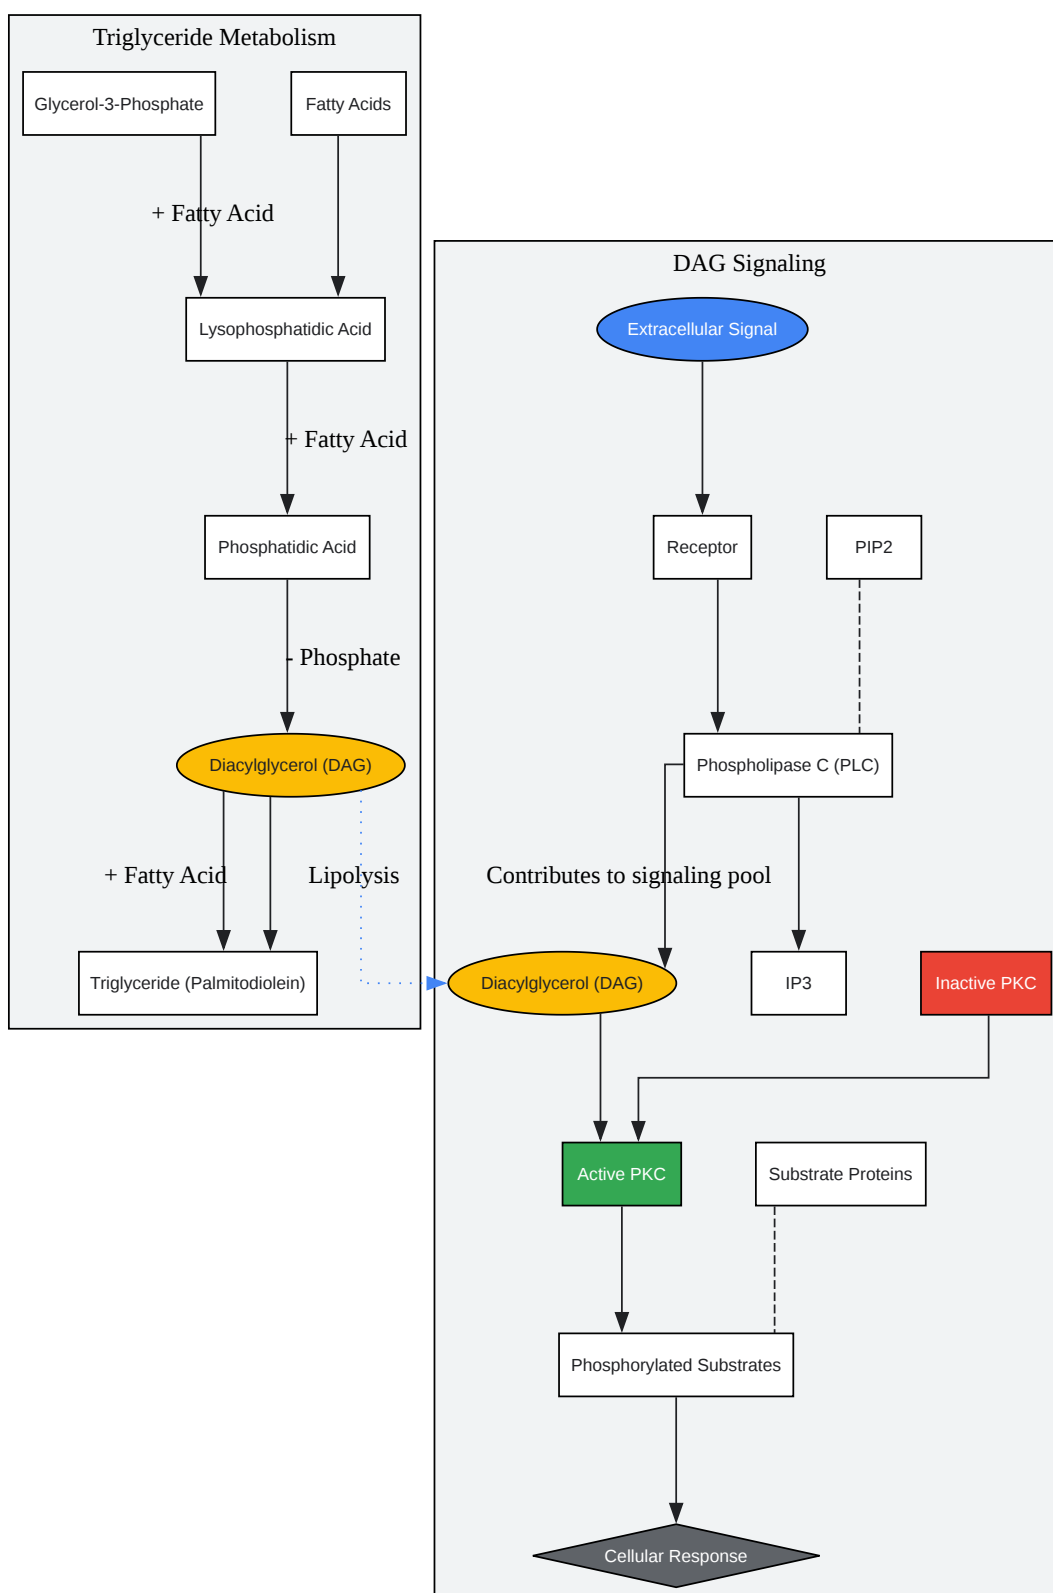 Triglyceride Metabolism
Glycerol-3-Phosphate
Fatty Acids
+ Fatty Acid
Lysophosphatidic Acid
+ Fatty Acid
Phosphatidic Acid
- Phosphate
Diacylglycerol (DAG)
+ Fatty Acid
Lipolysis
Triglyceride (Palmitodiolein)
DAG Signaling
Extracellular Signal
Receptor
PIP2
Phospholipase C (PLC)
Contributes to signaling pool
Diacylglycerol (DAG)
IP3
Inactive PKC
Active PKC
Substrate Proteins
Phosphorylated Substrates
Cellular Response